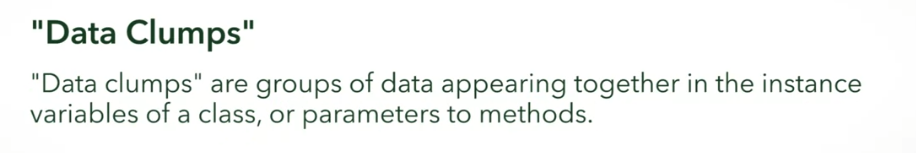 "Data Clumps"
"Data clumps" are groups of data appearing together in the instance
variables of a class, or parameters to methods.